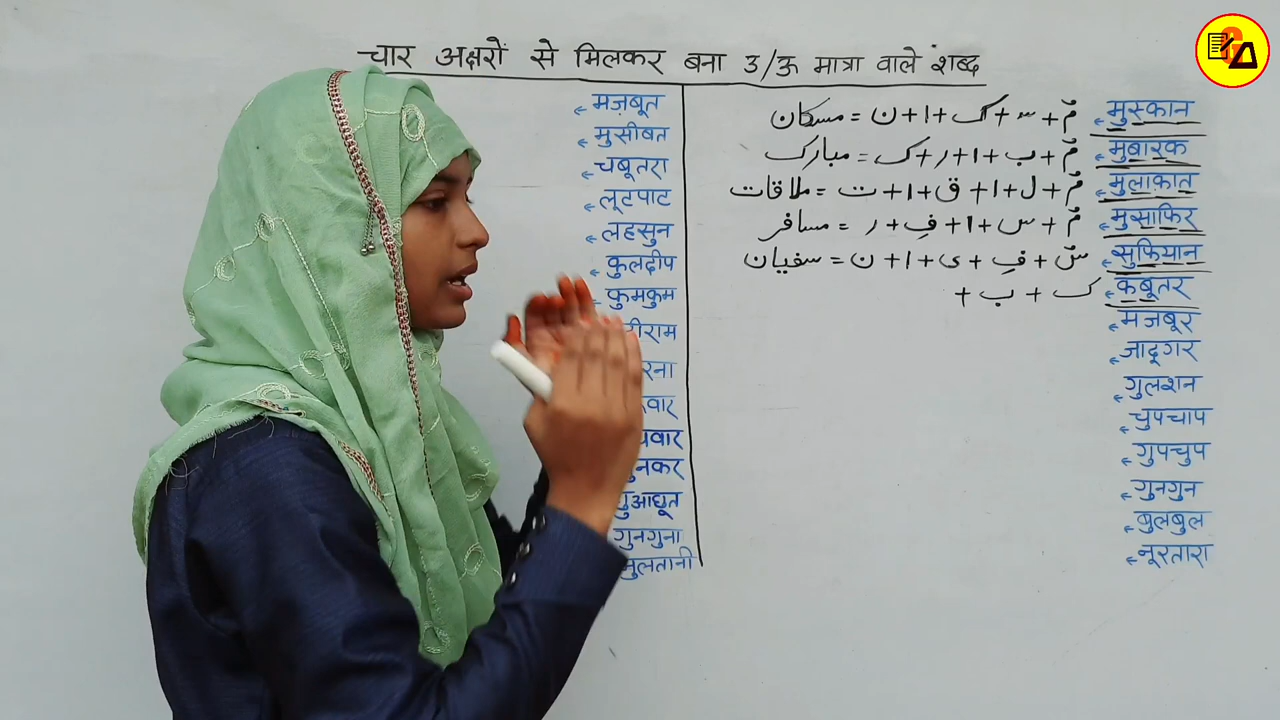 चार अक्षरों से मिलकर बना उ/ऊ मात्रा वाले शब्द
मुस्कान ← مُ + س + ک + ا + ن = مسکان
मुबारक ← مُ + ب + ا + ر + ک = مبارک
मुलाक़ात ← مُ + ل + ا + ق + ا + ت = ملاقات
मुसाफिर ← مُ + س + ا + فِ + ر = مسافر
सुफियान ← سُ + فِ + ی + ا + ن = سفیان
कबूतर ← ک + ب +
मजबूर ←
जादूगर ←
गुलशन ←
चुपचाप ←
गुपचुप ←
गुनगुन ←
बुलबुल ←
नूरतारा ←
मज़बूत ←
मुसीबत ←
चबूतरा ←
लूटपाट ←
लहसुन ←
कुलदीप ←
कुमकुम ←
गुनगुना
मुलतानी